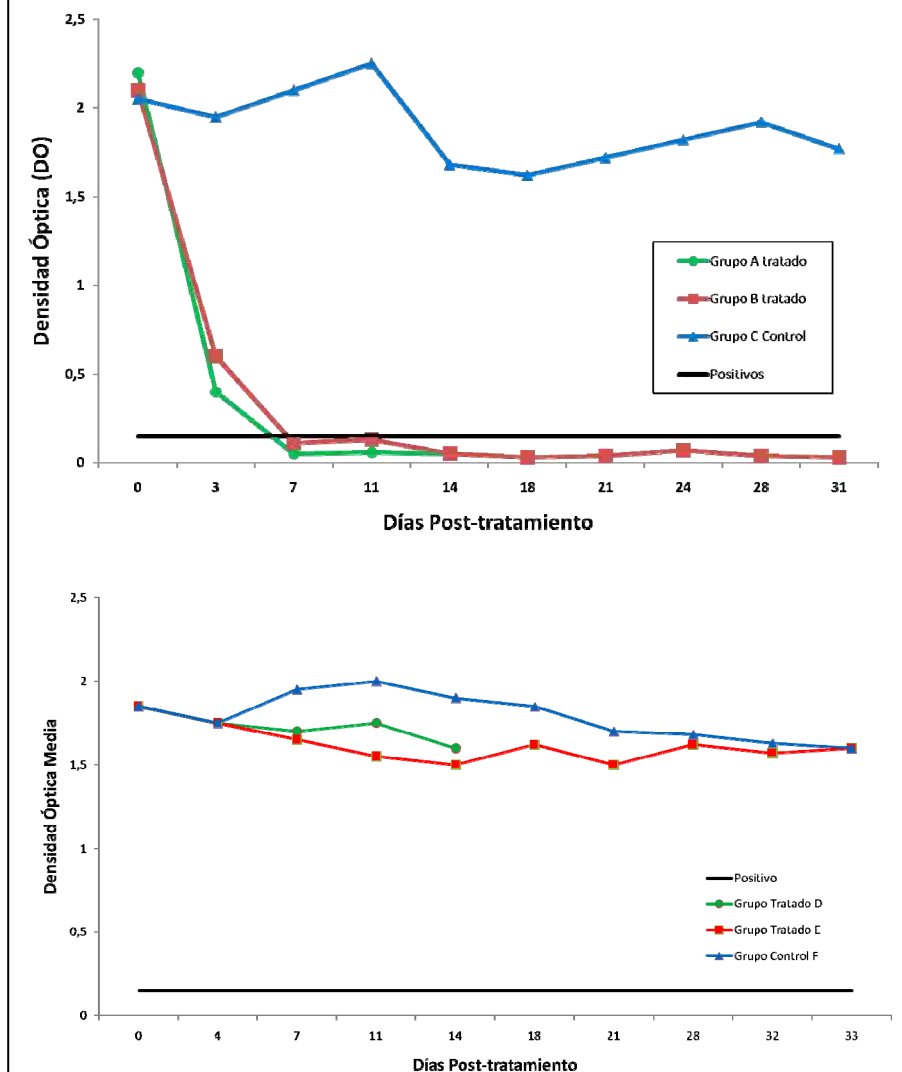 2,5
2
1,5
1
0,5
0
Densidad Óptica (DO)
Grupo A tratado
Grupo B tratado
Grupo C Control
Positivos
0 3 7 11 14 18 21 24 28 31
Días Post-tratamiento
2,5
2
1,5
1
0,5
0
Densidad Óptica Media
Positivo
Grupo Tratado D
Grupo Tratado E
Grupo Control F
0 4 7 11 14 18 21 28 32 33
Días Post-tratamiento